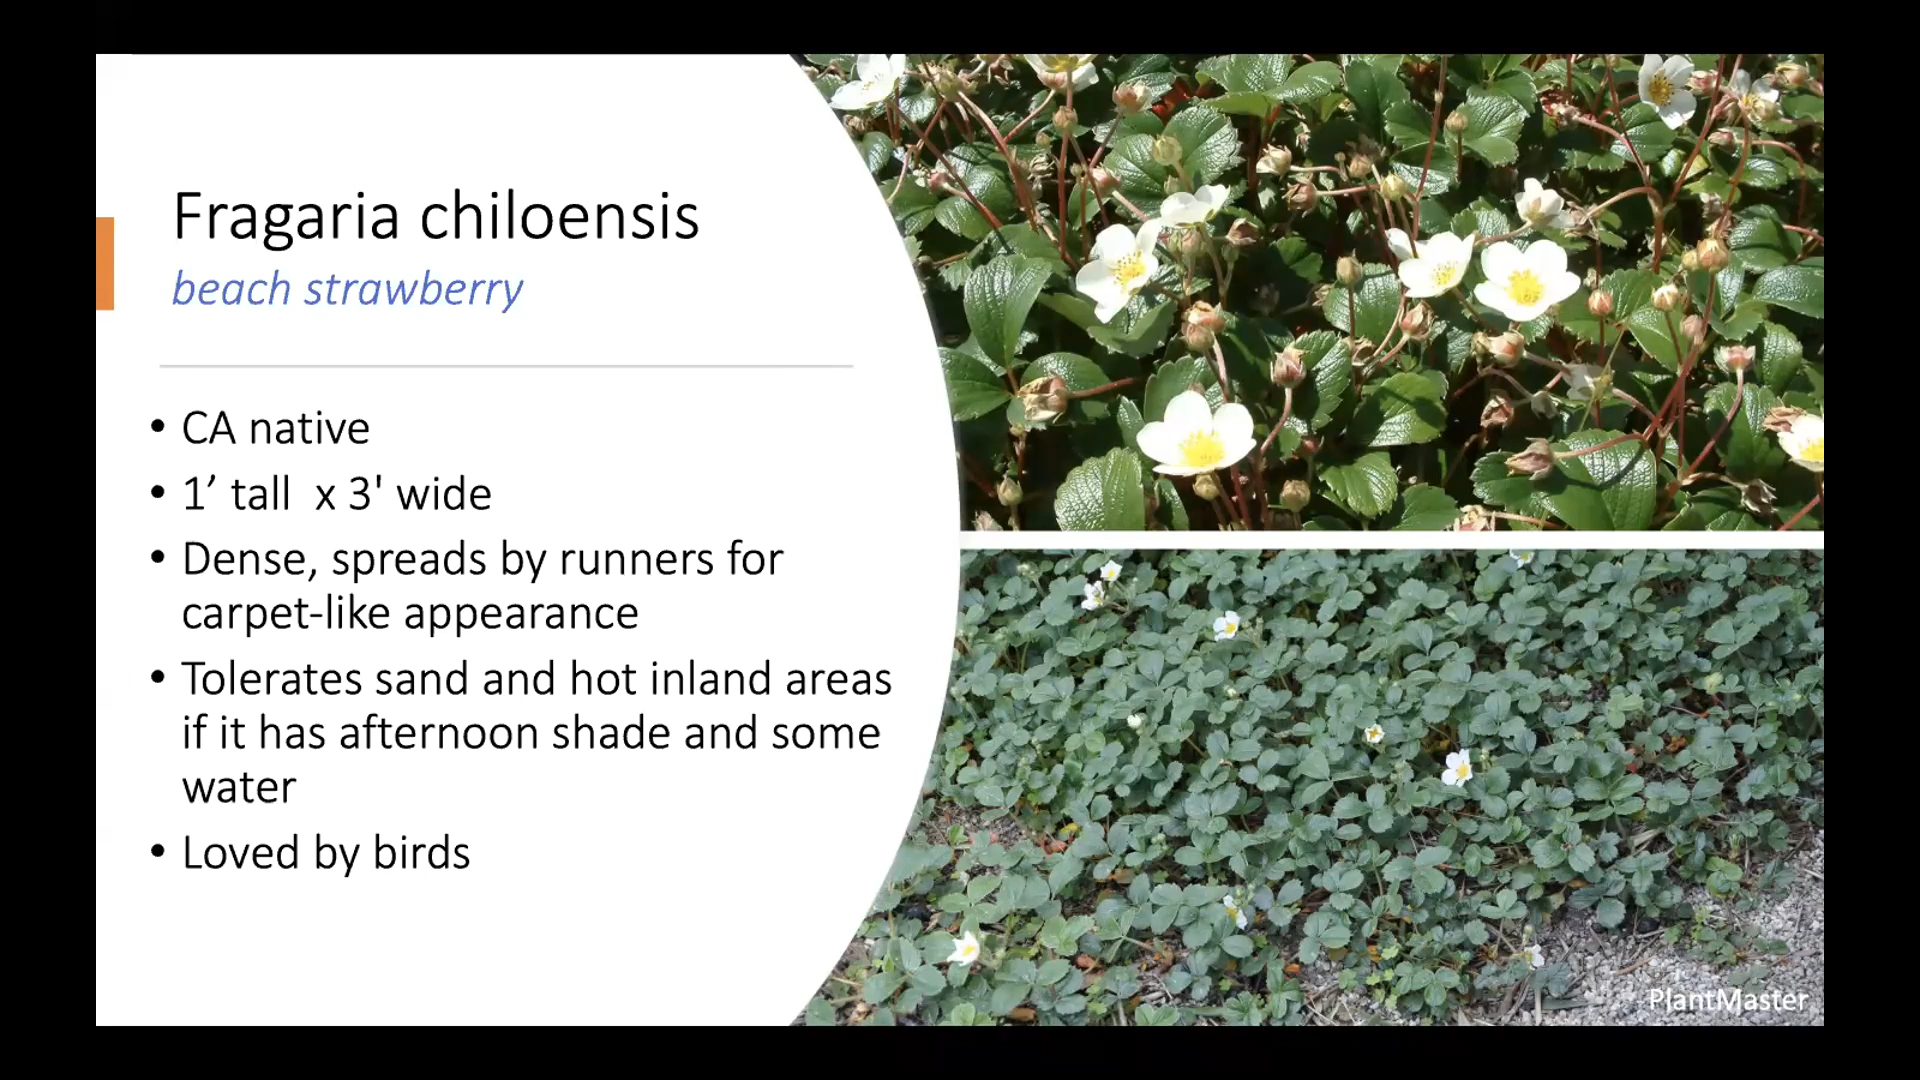 Fragaria chiloensis
beach strawberry
• CA native
• 1’ tall  x 3' wide
• Dense, spreads by runners for
carpet-like appearance
• Tolerates sand and hot inland areas
if it has afternoon shade and some
water
• Loved by birds
PlantMaster